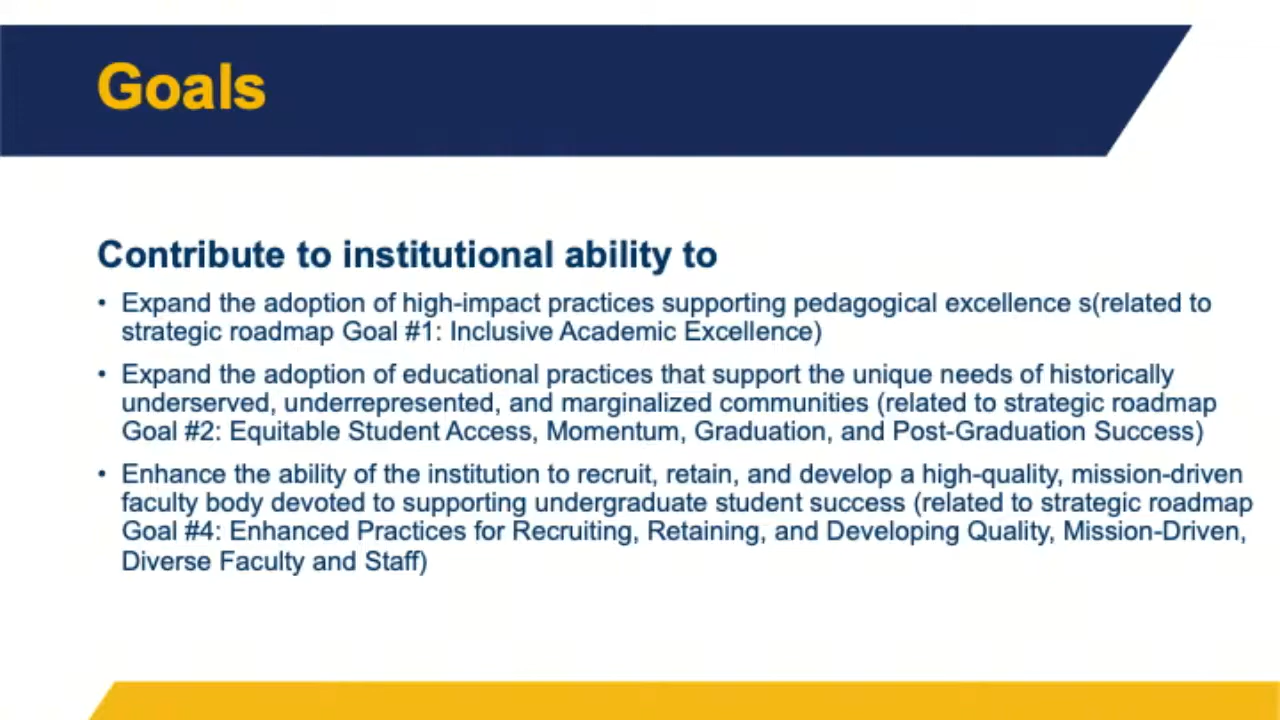 Goals
Contribute to institutional ability to
• Expand the adoption of high-impact practices supporting pedagogical excellence s(related to
strategic roadmap Goal #1: Inclusive Academic Excellence)
• Expand the adoption of educational practices that support the unique needs of historically
underserved, underrepresented, and marginalized communities (related to strategic roadmap
Goal #2: Equitable Student Access, Momentum, Graduation, and Post-Graduation Success)
• Enhance the ability of the institution to recruit, retain, and develop a high-quality, mission-driven
faculty body devoted to supporting undergraduate student success (related to strategic roadmap
Goal #4: Enhanced Practices for Recruiting, Retaining, and Developing Quality, Mission-Driven,
Diverse Faculty and Staff)